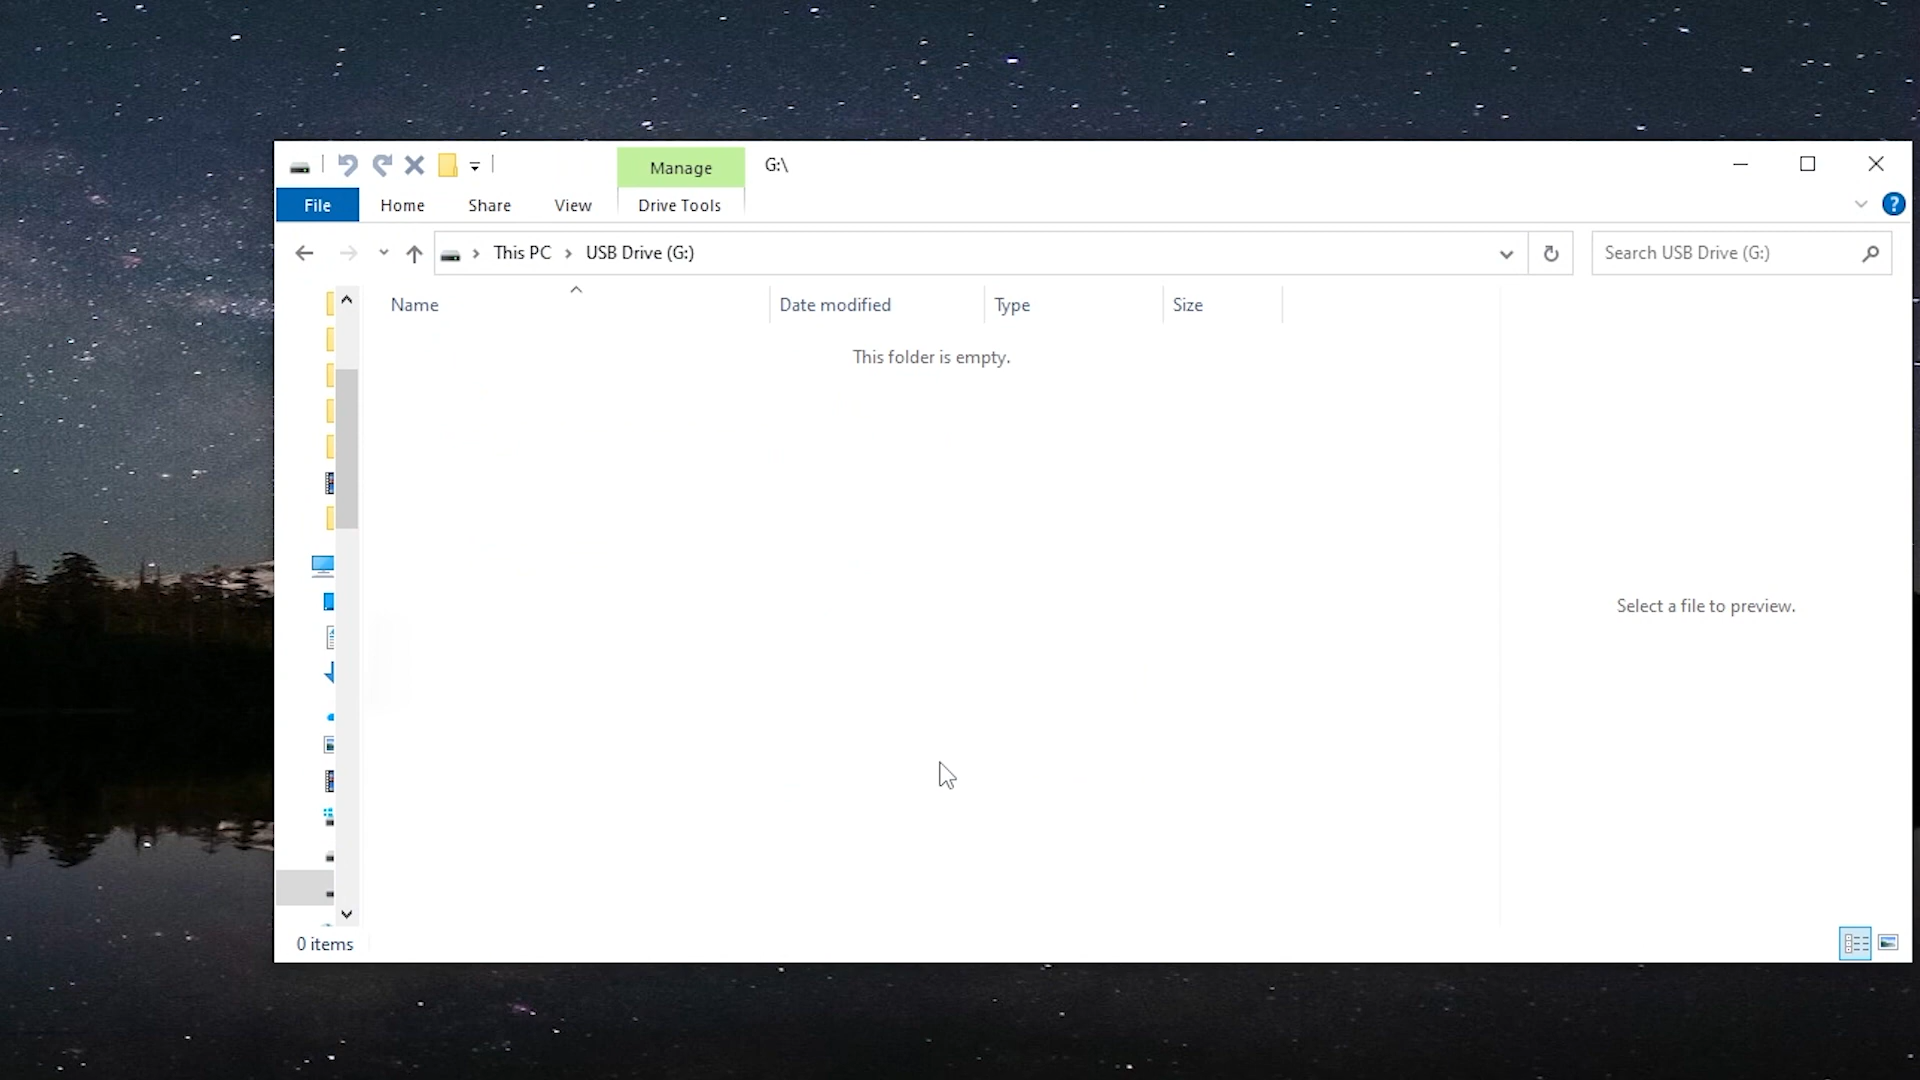 Manage G:\
File Home Share View Drive Tools ?
This PC > USB Drive (G:) Search USB Drive (G:)
Name Date modified Type Size
This folder is empty.
Select a file to preview.
0 items